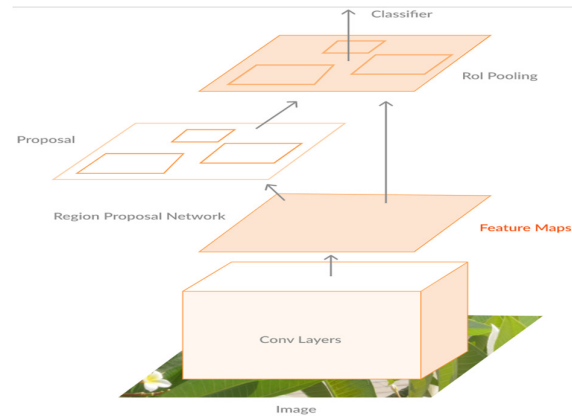 Classifier
RoI Pooling
Proposal
Region Proposal Network
Feature Maps
Conv Layers
Image